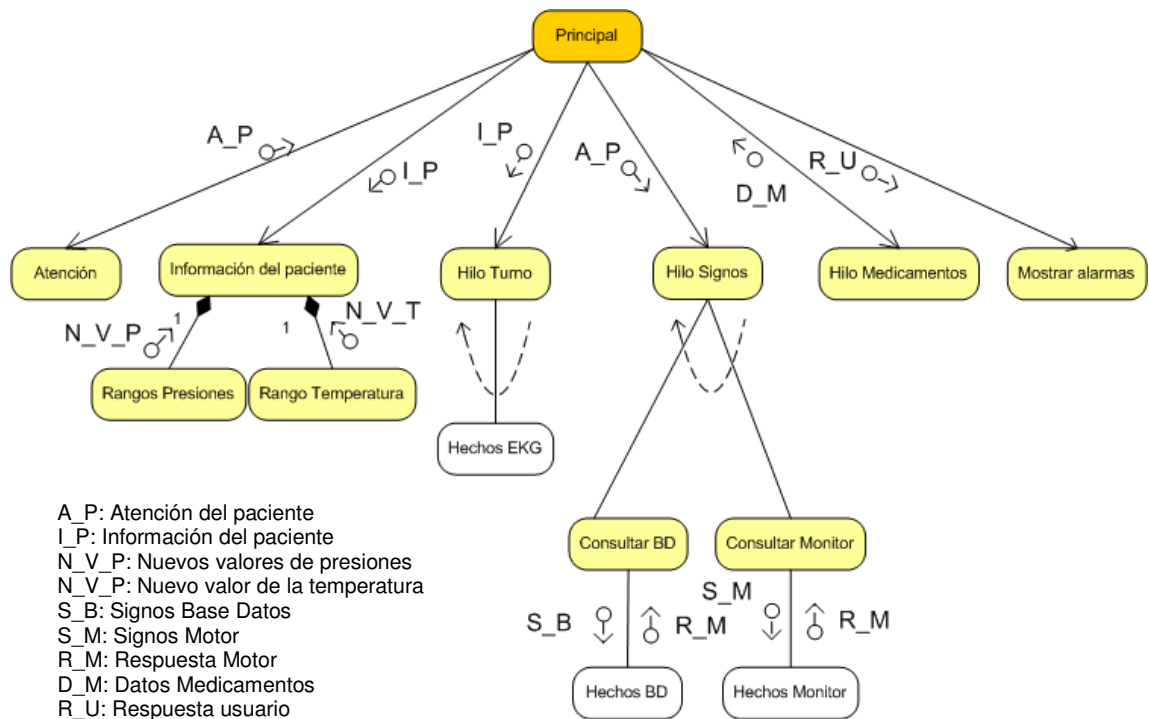 Principal
A_P
I_P
I_P
A_P
D_M
R_U
Atención
Información del paciente
Hilo Turno
Hilo Signos
Hilo Medicamentos
Mostrar alarmas
N_V_P
1
1
N_V_T
Rangos Presiones
Rango Temperatura
Hechos EKG
A_P: Atención del paciente
I_P: Información del paciente
N_V_P: Nuevos valores de presiones
N_V_P: Nuevo valor de la temperatura
S_B: Signos Base Datos
S_M: Signos Motor
R_M: Respuesta Motor
D_M: Datos Medicamentos
R_U: Respuesta usuario
Consultar BD
Consultar Monitor
S_B
R_M
S_M
R_M
Hechos BD
Hechos Monitor